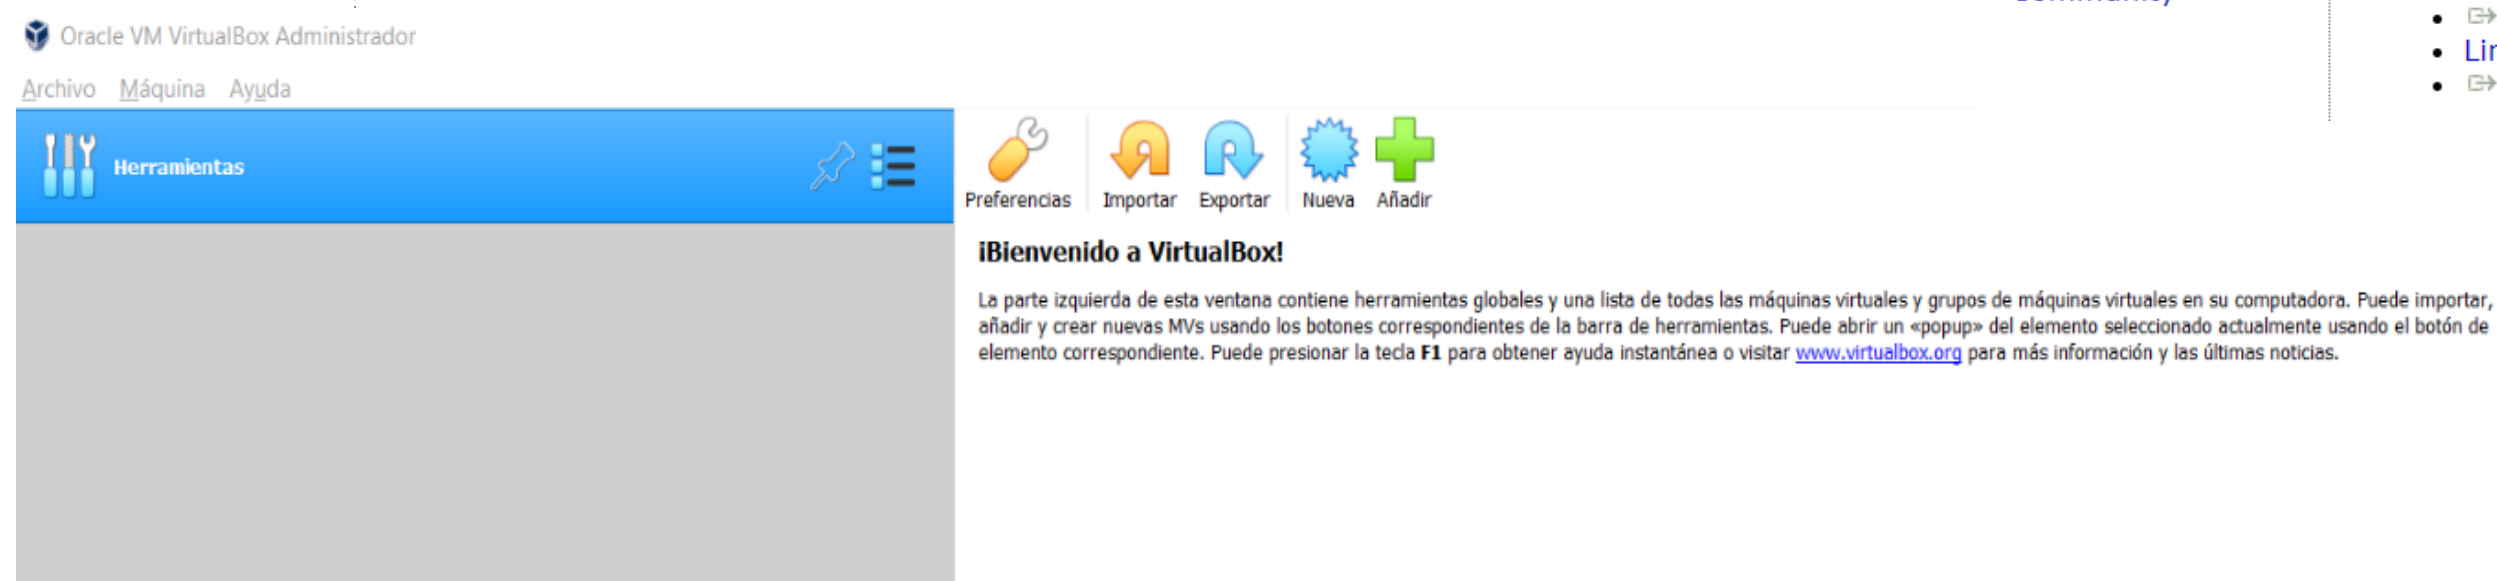 Oracle VM VirtualBox Administrador
Archivo Máquina Ayuda
Herramientas
Preferencias Importar Exportar Nueva Añadir
¡Bienvenido a VirtualBox!
La parte izquierda de esta ventana contiene herramientas globales y una lista de todas las máquinas virtuales y grupos de máquinas virtuales en su computadora. Puede importar,
añadir y crear nuevas MVs usando los botones correspondientes de la barra de herramientas. Puede abrir un «popup» del elemento seleccionado actualmente usando el botón de
elemento correspondiente. Puede presionar la tecla F1 para obtener ayuda instantánea o visitar www.virtualbox.org para más información y las últimas noticias.